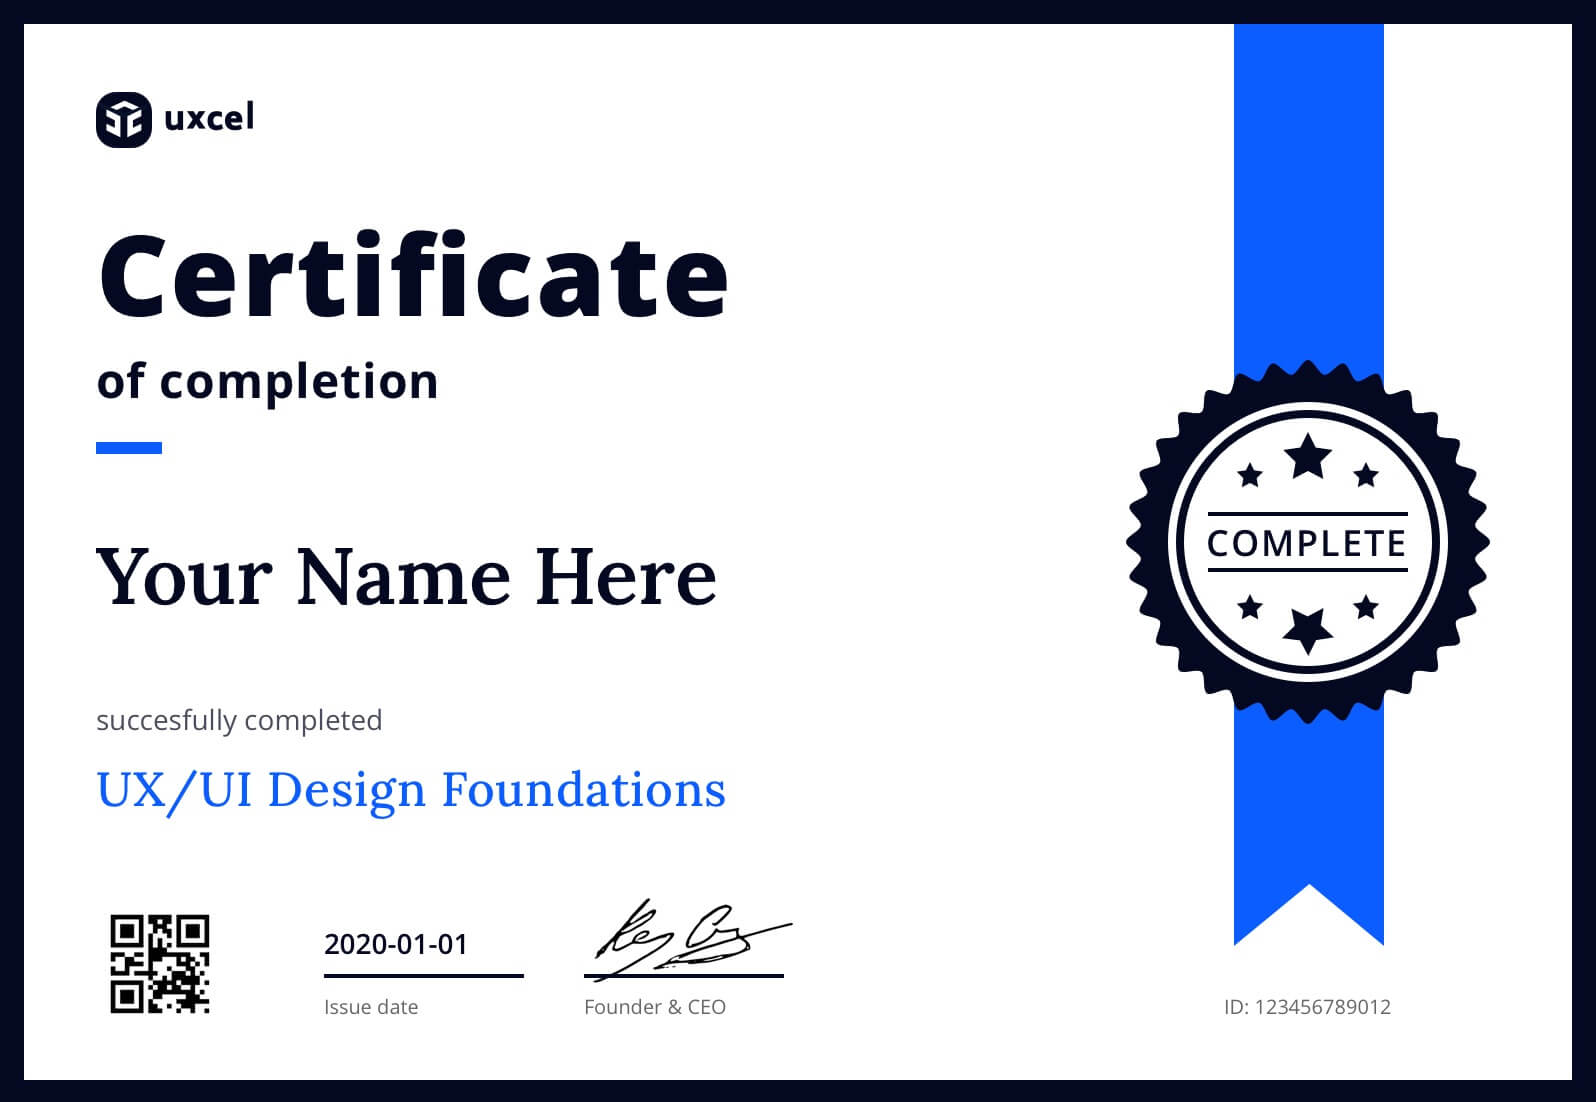 uxcel
Certificate
of completion
Your Name Here
COMPLETE
succesfully completed
UX/UI Design Foundations
2020-01-01
Issue date
Founder & CEO
ID: 123456789012